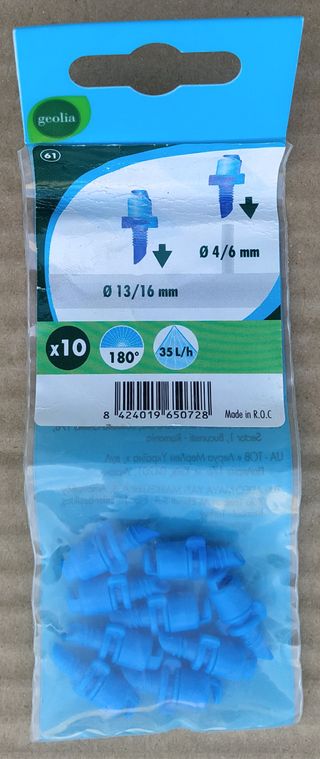 geolia
61
Ø 4/6 mm
Ø 13/16 mm
x10
180°
35 L/h
8 424019 650728
Made in R.O.C
Sector 1, Bucuresti - Romania